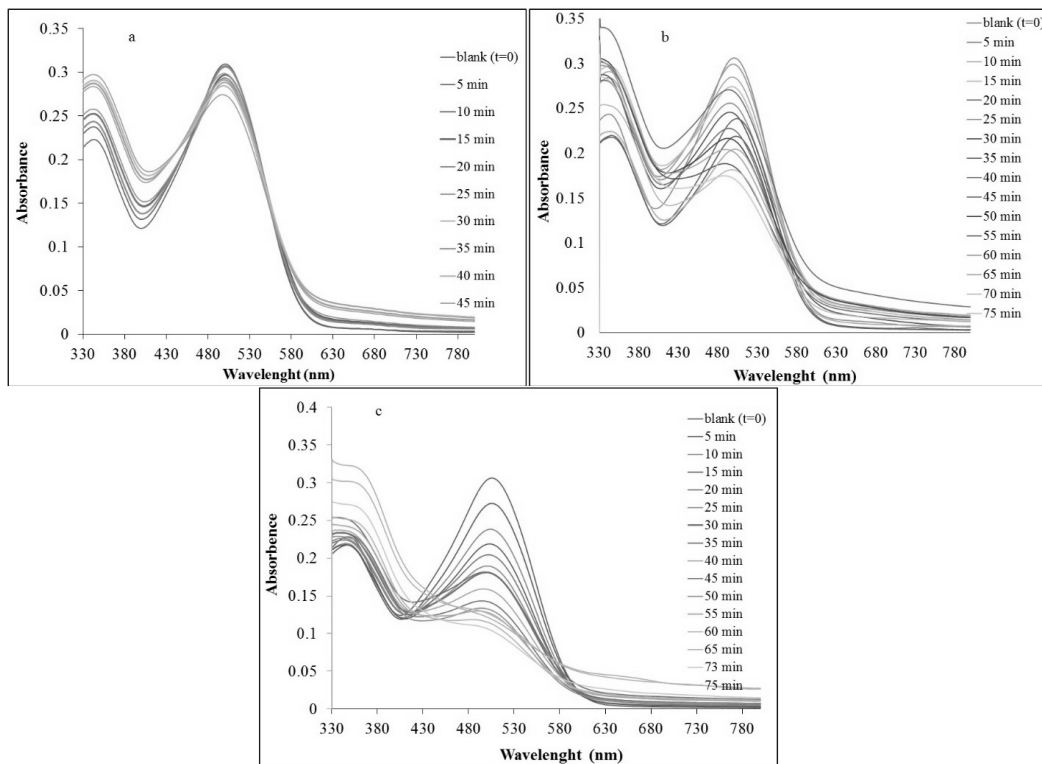 a
Absorbance
0.35
0.3
0.25
0.2
0.15
0.1
0.05
0
330 380 430 480 530 580 630 680 730 780
Wavelenght (nm)
blank (t=0)
5 min
10 min
15 min
20 min
25 min
30 min
35 min
40 min
45 min
b
Absorbance
0.35
0.3
0.25
0.2
0.15
0.1
0.05
0
330 430 480 530 580 630 680 730 780
Wavelenght (nm)
blank (t=0)
5 min
10 min
15 min
20 min
25 min
30 min
35 min
40 min
45 min
50 min
55 min
60 min
65 min
70 min
75 min
c
Absorbence
0.4
0.35
0.3
0.25
0.2
0.15
0.1
0.05
0
330 380 430 480 530 580 630 680 730 780
Wavelenght (nm)
blank (t=0)
5 min
10 min
15 min
20 min
25 min
30 min
35 min
40 min
45 min
50 min
55 min
60 min
65 min
73 min
75 min